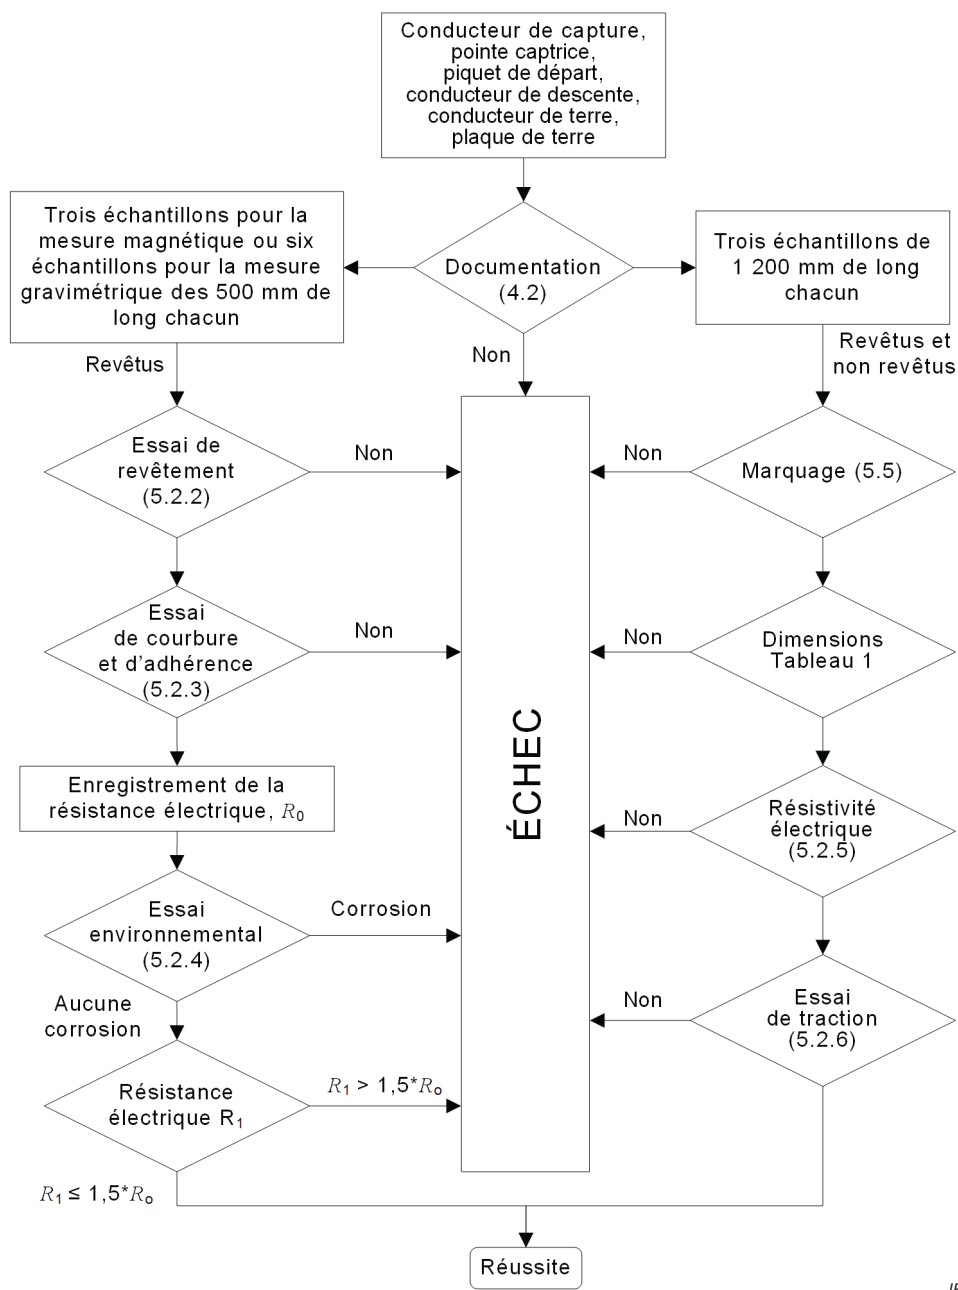 Conducteur de capture,
pointe captrice,
piquet de départ,
conducteur de descente,
conducteur de terre,
plaque de terre
Trois échantillons pour la
mesure magnétique ou six
échantillons pour la mesure
gravimétrique des 500 mm de
long chacun
Documentation
(4.2)
Trois échantillons de
1 200 mm de long
chacun
Revêtus
Non
Revêtus et
non revêtus
Essai de
revêtement
(5.2.2)
Non
Non
Marquage (5.5)
Essai
de courbure
et d'adhérence
(5.2.3)
Non
Non
Dimensions
Tableau 1
ÉCHEC
Enregistrement de la
résistance électrique, R0
Non
Résistivité
électrique
(5.2.5)
Essai
environnemental
(5.2.4)
Corrosion
Non
Essai
de traction
(5.2.6)
Aucune
corrosion
Résistance
électrique R1
R1 > 1,5*Ro
R1 ≤ 1,5*Ro
Réussite